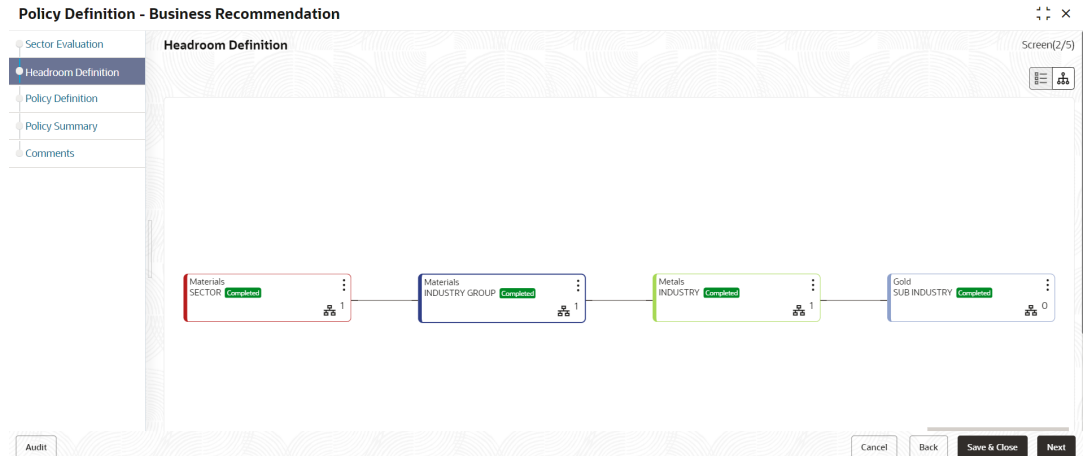 Policy Definition - Business Recommendation
Sector Evaluation
Headroom Definition
Policy Definition
Policy Summary
Comments
Headroom Definition
Screen(2/5)
Materials
SECTOR Completed
1
Materials
INDUSTRY GROUP Completed
1
Metals
INDUSTRY Completed
1
Gold
SUB INDUSTRY Completed
0
Audit
Cancel
Back
Save & Close
Next